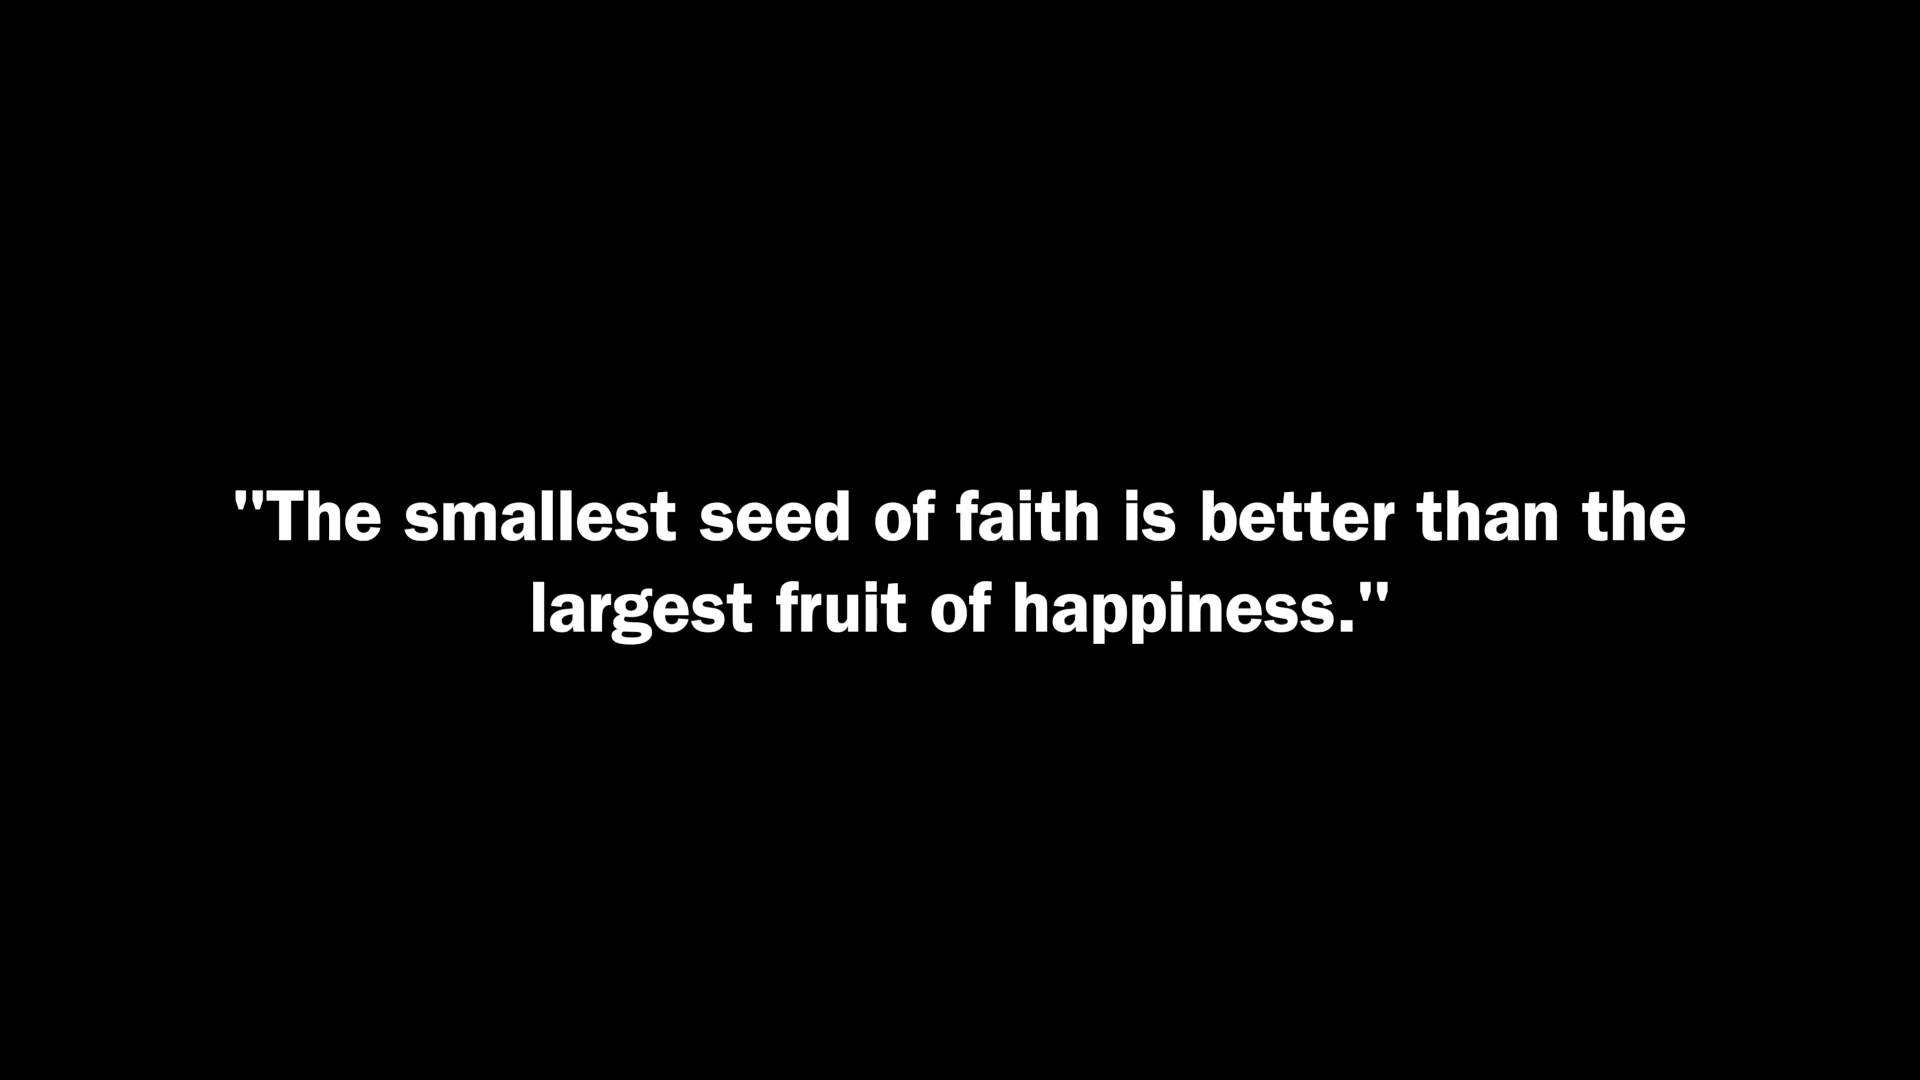 "The smallest seed of faith is better than the
largest fruit of happiness."